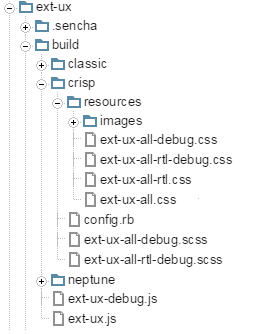 ext-ux
.sencha
build
classic
crisp
resources
images
ext-ux-all-debug.css
ext-ux-all-rtl-debug.css
ext-ux-all-rtl.css
ext-ux-all.css
config.rb
ext-ux-all-debug.scss
ext-ux-all-rtl-debug.scss
neptune
ext-ux-debug.js
ext-ux.js